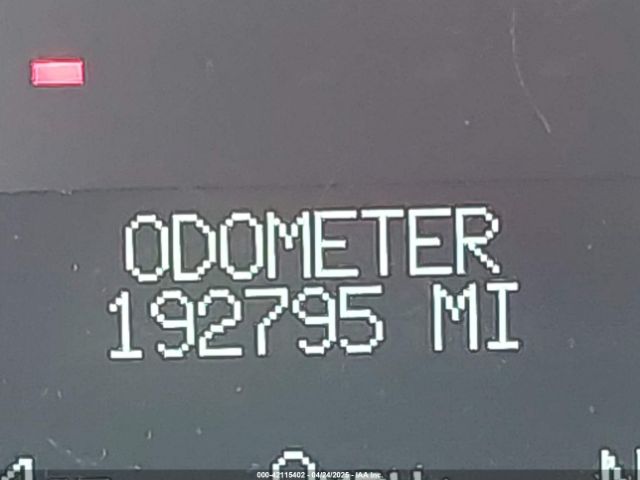 ODOMETER
192795 MI
000-42115402 - 04/24/2025 - IAA Inc.